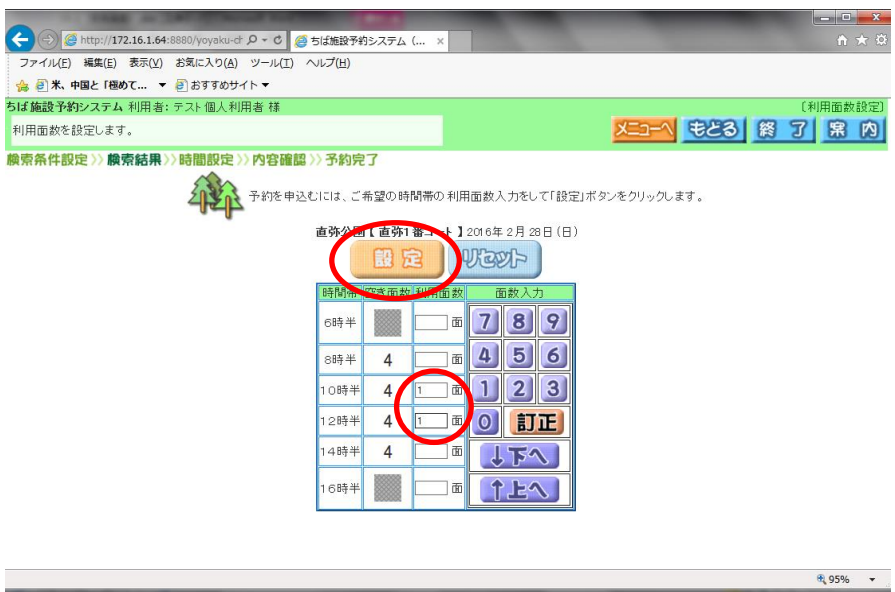 http://172.16.1.64:8880/yoyaku-ch
ちば施設予約システム (...
ファイル(F) 編集(E) 表示(V) お気に入り(A) ツール(T) ヘルプ(H)
米、中国と「極めて... おすすめサイト
ちば施設予約システム 利用者: テスト個人利用者 様 [利用面数設定]
利用面数を設定します。 メニューへ もどる 終了 案内
検索条件設定》検索結果》時間設定》内容確認》予約完了
予約を申込むには、ご希望の時間帯の利用面数入力をして「設定」ボタンをクリックします。
直弥公園【 直弥1番コート 】2016年 2月 28日 (日)
設定 リセット
時間帯 空き面数 利用面数 面数入力
6時半 面 7 8 9
8時半 4 面 4 5 6
10時半 4 1 面 1 2 3
12時半 4 1 面 0 訂正
14時半 4 面 ↓下へ
16時半 面 ↑上へ
95%